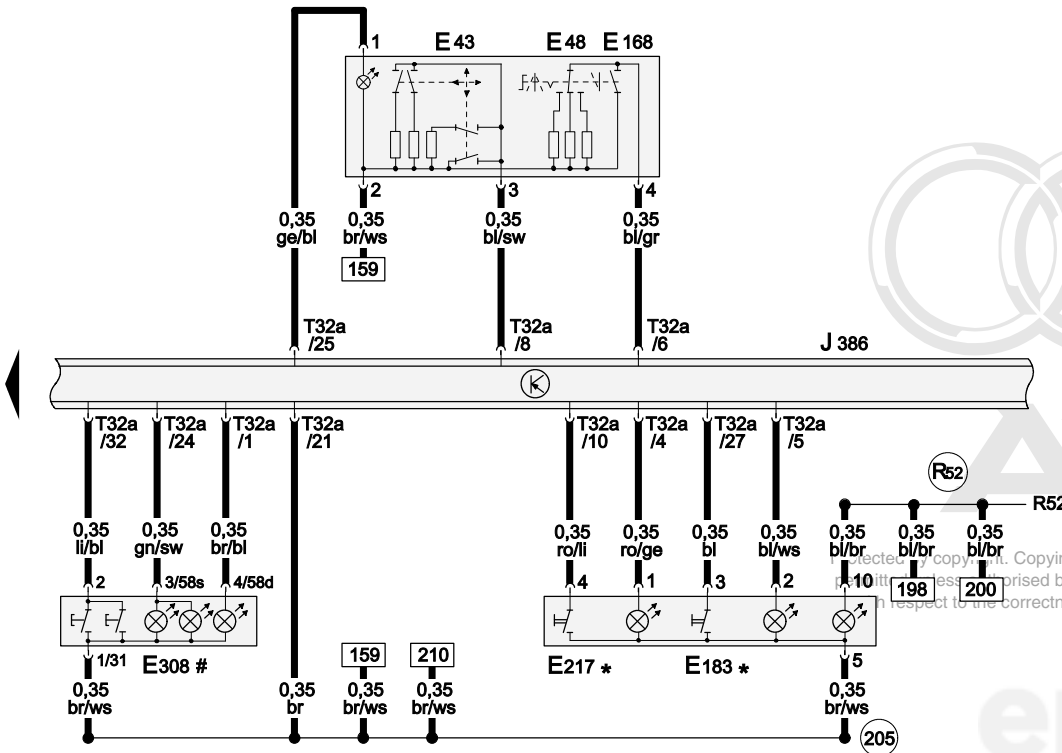 1 E 43 E 48 E 168
2 3 4
0,35 0,35 0,35 0,35
ge/bl br/ws bl/sw bl/gr
159
T32a T32a T32a
/25 /8 /6
J 386
T32a T32a T32a T32a T32a T32a T32a T32a
/32 /24 /1 /21 /10 /4 /27 /5
R52
R52
0,35 0,35 0,35 0,35 0,35 0,35 0,35 0,35 0,35 0,35
li/bl gn/sw br/bl ro/li ro/ge bl bl/ws bl/br bl/br bl/br
2 3/58s 4/58d 4 1 3 2 10 198 200
1/31 E308 # 159 210 E217 * E183 * 5
0,35 0,35 0,35 0,35 0,35
br/ws br br/ws br/ws br/ws
205
in respect to the correctn